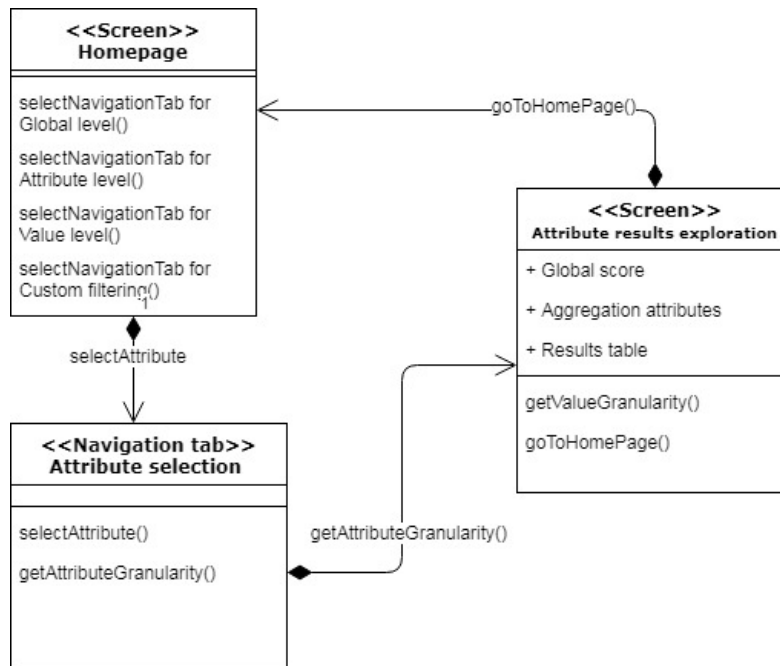 <<Screen>>
Homepage
selectNavigationTab for
Global level()
selectNavigationTab for
Attribute level()
selectNavigationTab for
Value level()
selectNavigationTab for
Custom filtering()
1
selectAttribute
<<Navigation tab>>
Attribute selection
selectAttribute()
getAttributeGranularity()
getAttributeGranularity()
goToHomePage()
<<Screen>>
Attribute results exploration
+ Global score
+ Aggregation attributes
+ Results table
getValueGranularity()
goToHomePage()